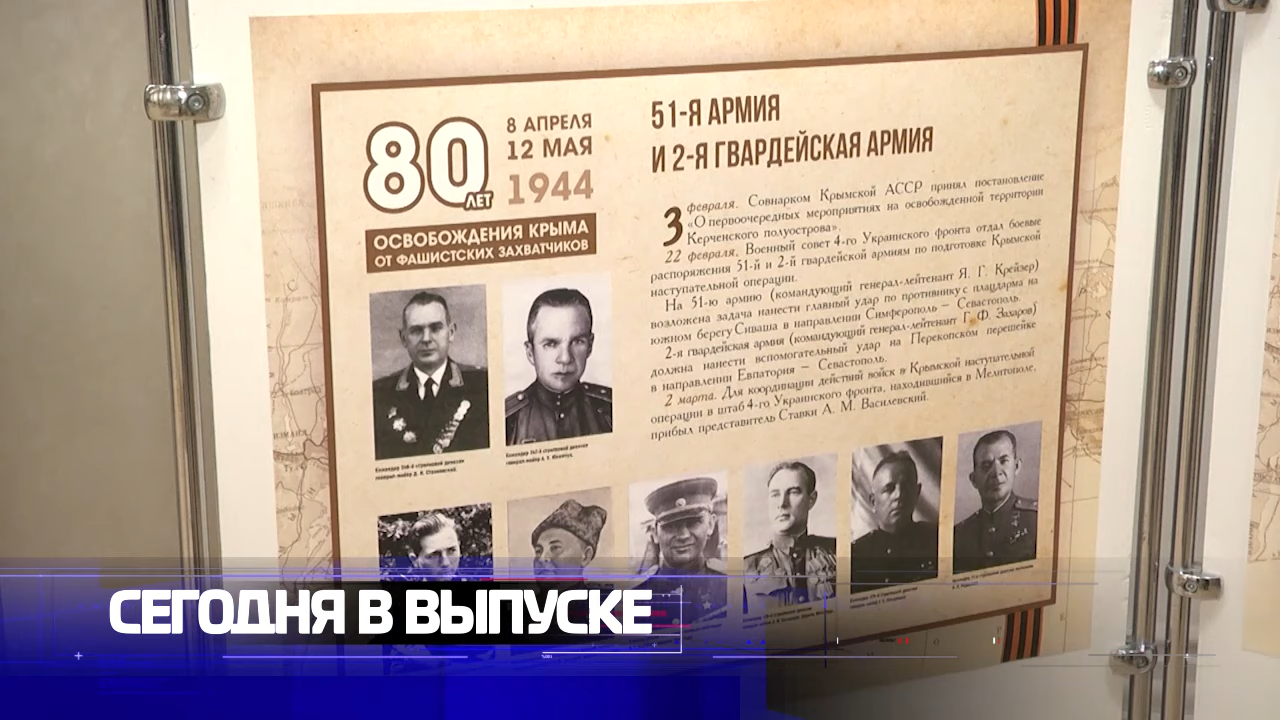 80 ЛЕТ
8 АПРЕЛЯ
12 МАЯ
1944
ОСВОБОЖДЕНИЯ КРЫМА
ОТ ФАШИСТСКИХ ЗАХВАТЧИКОВ
51-Я АРМИЯ
И 2-Я ГВАРДЕЙСКАЯ АРМИЯ
3 февраля. Совнарком Крымской АССР принял постановление
«О первоочередных мероприятиях на освобожденной территории
Керченского полуострова».
22 февраля. Военный совет 4-го Украинского фронта отдал боевые
распоряжения 51-й и 2-й гвардейской армиям по подготовке Крымской
наступательной операции.
На 51-ю армию (командующий генерал-лейтенант Я. Г. Крейзер)
возложена задача нанести главный удар по противнику с плацдарма на
южном берегу Сиваша в направлении Симферополь – Севастополь.
2-я гвардейская армия (командующий генерал-лейтенант Г. Ф. Захаров)
должна нанести вспомогательный удар на Перекопском перешейке
в направлении Евпатория – Севастополь.
2 марта. Для координации действий войск в Крымской наступательной
операции в штаб 4-го Украинского фронта, находившийся в Мелитополе,
прибыл представитель Ставки А. М. Василевский.
СЕГОДНЯ В ВЫПУСКЕ